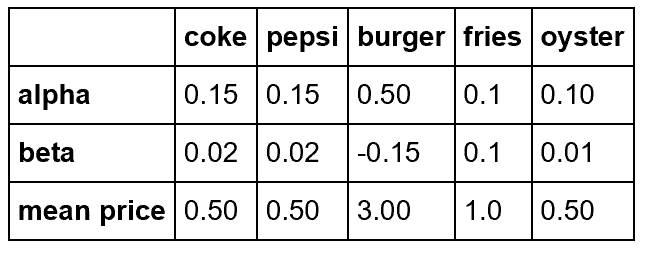 coke pepsi burger fries oyster
alpha 0.15 0.15 0.50 0.1 0.10
beta 0.02 0.02 -0.15 0.1 0.01
mean price 0.50 0.50 3.00 1.0 0.50